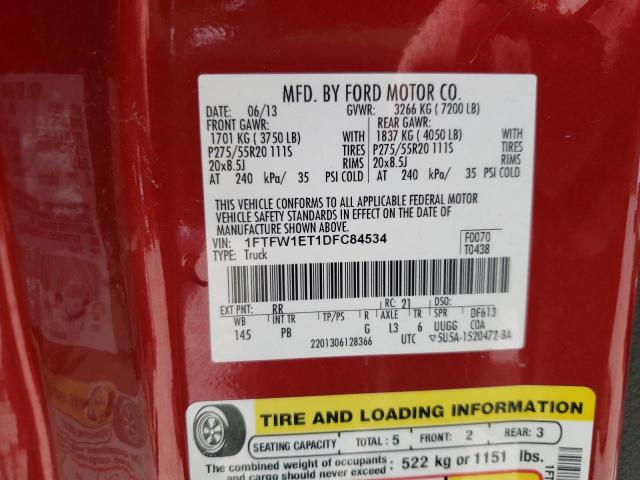 MFD. BY FORD MOTOR CO.
DATE: 06/13 GVWR: 3266 KG (7200 LB)
FRONT GAWR: REAR GAWR:
1701 KG (3750 LB) WITH 1837 KG (4050 LB)
P275/55R20 111S TIRES P275/55R20 111S
20x8.5J RIMS 20x8.5J
AT 240 kPa/ 35 PSI COLD AT 240 kPa/ 35 PSI COLD
THIS VEHICLE CONFORMS TO ALL APPLICABLE FEDERAL MOTOR
VEHICLE SAFETY STANDARDS IN EFFECT ON THE DATE OF
MANUFACTURE SHOWN ABOVE.
VIN: 1FTFW1ET1DFC84534 F0070
TYPE: Truck T0438
EXT PNT: RR RC: 21 DSO:
WB INT TR TP/PS R AXLE TR SPR DF613
145 PB G L3 6 UUGG COA
2201306128366 UTC ▽5U5A-1520472-BA
TIRE AND LOADING INFORMATION
SEATING CAPACITY TOTAL: 5 FRONT: 2 REAR: 3
The combined weight of occupants
and cargo should never exceed: 522 kg or 1151 lbs.
1FT